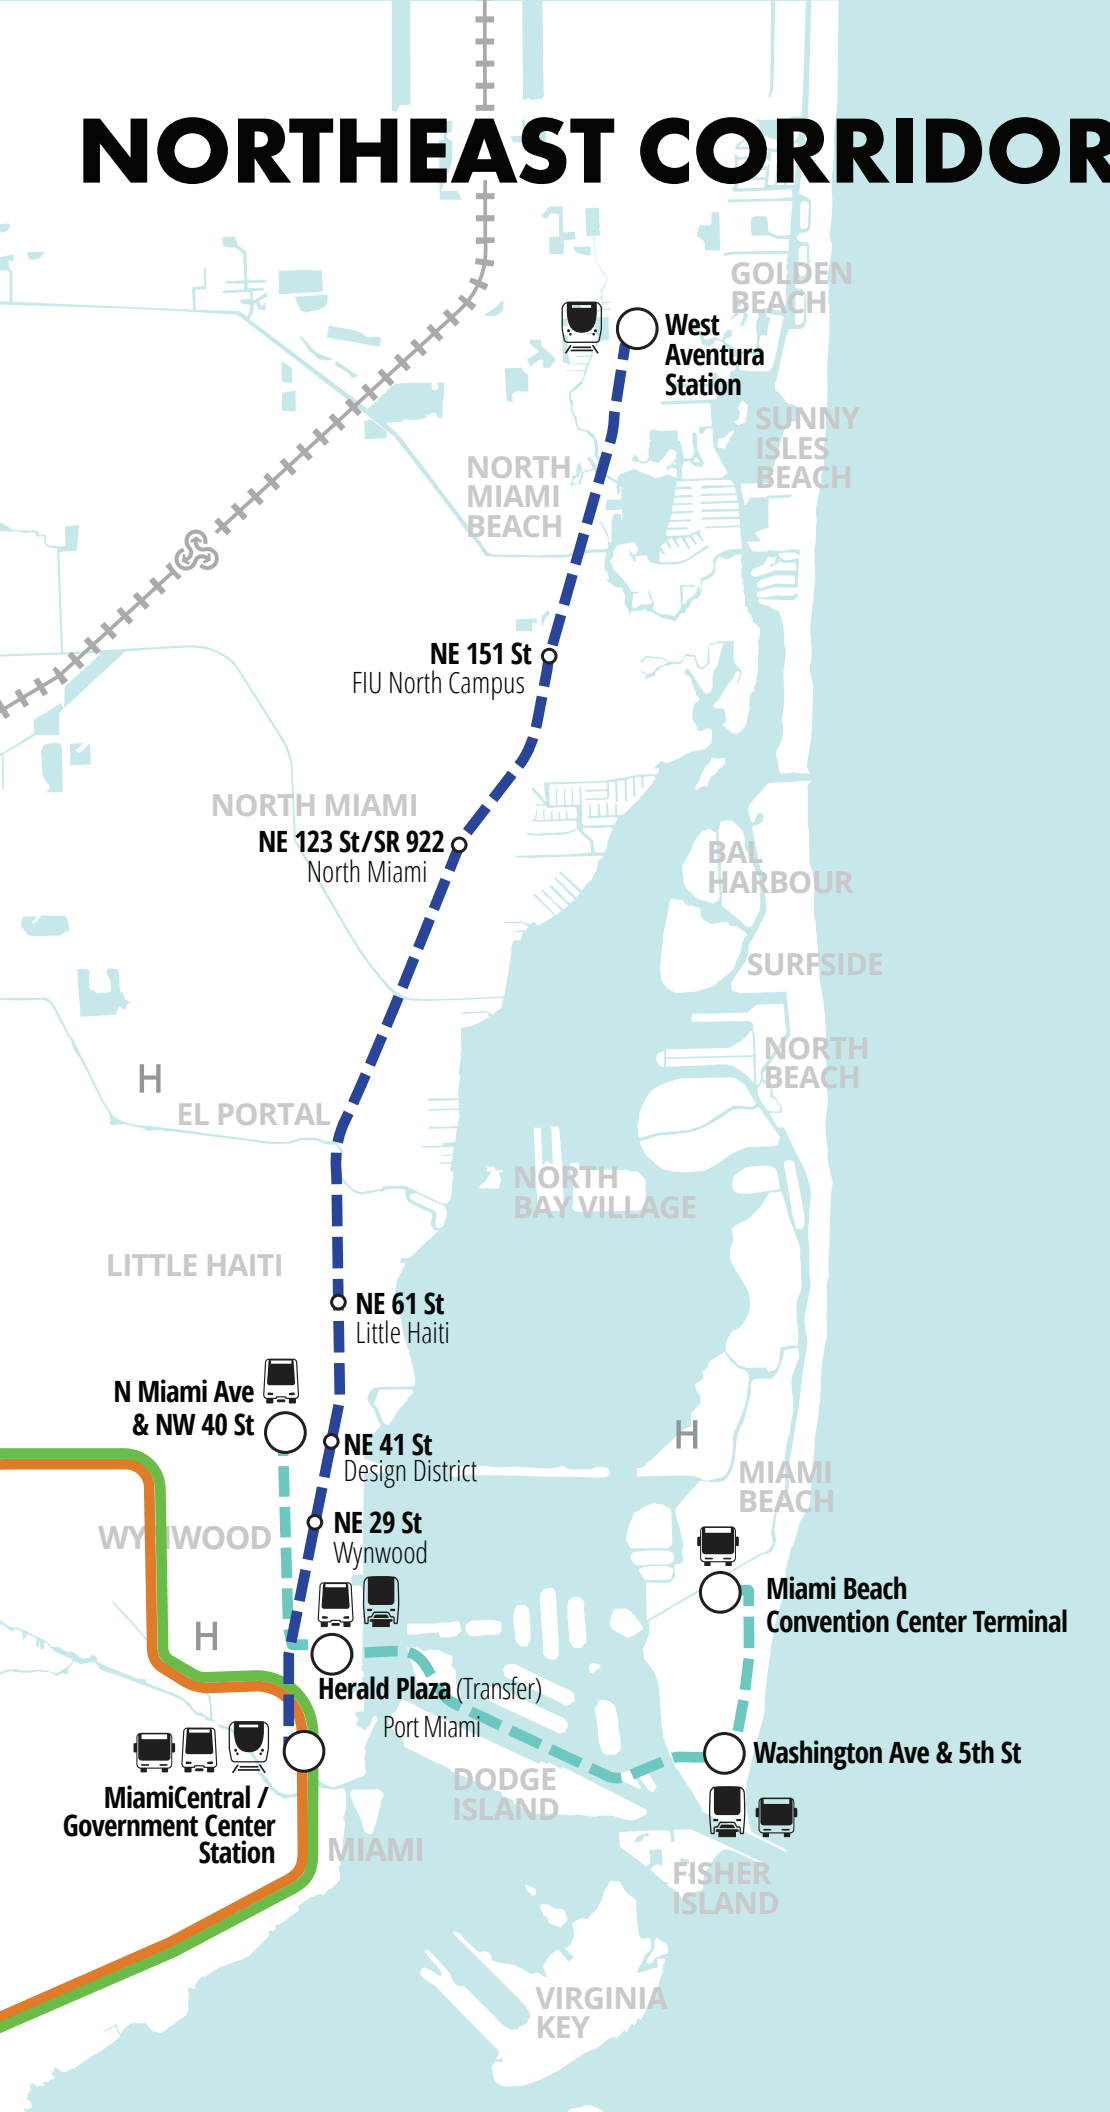 NORTHEAST CORRIDOR
GOLDEN
BEACH
West
Aventura
Station
SUNNY
ISLES
BEACH
NORTH
MIAMI
BEACH
NE 151 St
FIU North Campus
NORTH MIAMI
NE 123 St/SR 922
North Miami
BAL
HARBOUR
SURFSIDE
NORTH
BEACH
H
EL PORTAL
NORTH
BAY VILLAGE
LITTLE HAITI
NE 61 St
Little Haiti
N Miami Ave
& NW 40 St
NE 41 St
Design District
H
MIAMI
BEACH
WYNWOOD
NE 29 St
Wynwood
Miami Beach
Convention Center Terminal
H
Herald Plaza (Transfer)
Port Miami
Washington Ave & 5th St
DODGE
ISLAND
MiamiCentral /
Government Center
Station
MIAMI
FISHER
ISLAND
VIRGINIA
KEY